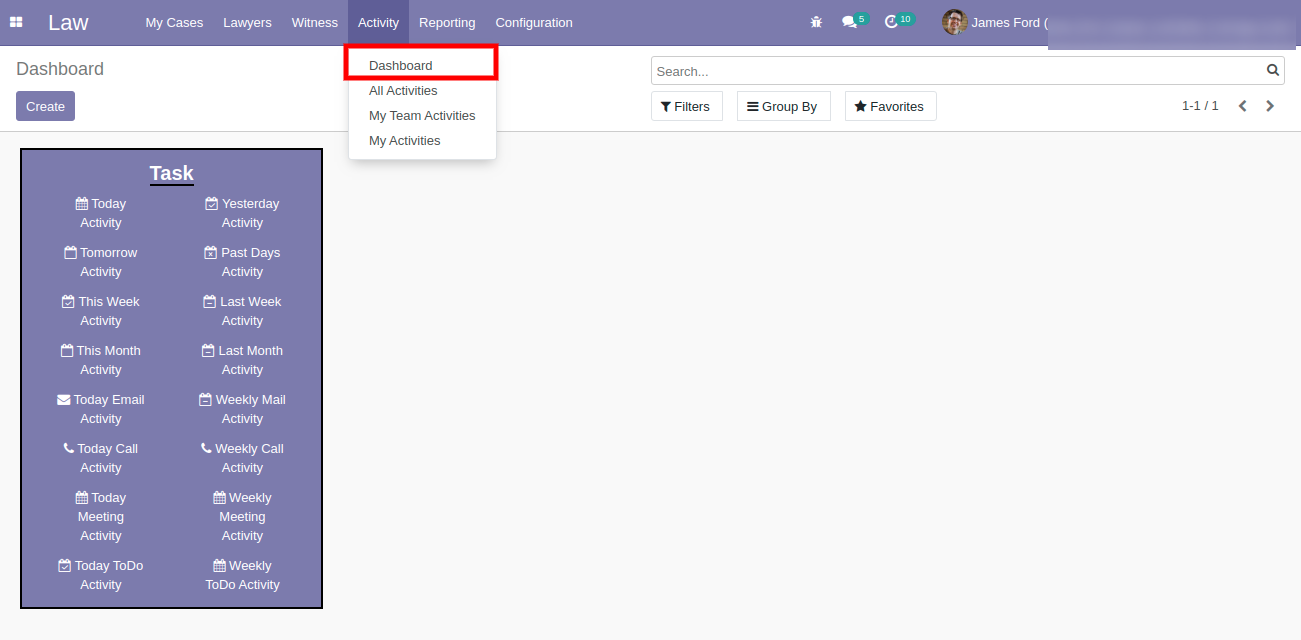 Law My Cases Lawyers Witness Activity Reporting Configuration 5 10 James Ford (
Dashboard
Search...
Create
Filters Group By Favorites 1-1 / 1
Dashboard
All Activities
My Team Activities
My Activities
Task
Today
Activity
Yesterday
Activity
Tomorrow
Activity
Past Days
Activity
This Week
Activity
Last Week
Activity
This Month
Activity
Last Month
Activity
Today Email
Activity
Weekly Mail
Activity
Today Call
Activity
Weekly Call
Activity
Today
Meeting
Activity
Weekly
Meeting
Activity
Today ToDo
Activity
Weekly
ToDo Activity